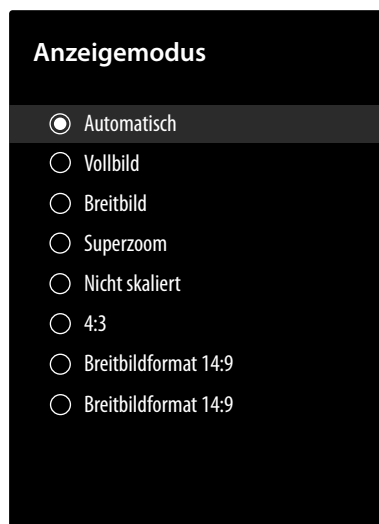 Anzeigemodus
Automatisch
Vollbild
Breitbild
Superzoom
Nicht skaliert
4:3
Breitbildformat 14:9
Breitbildformat 14:9